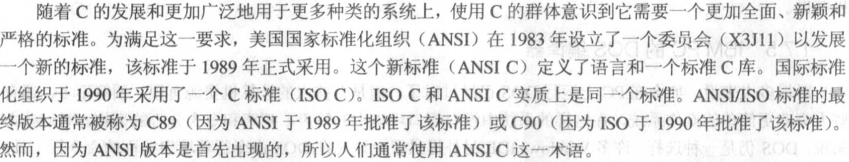 随着 C 的发展和更加广泛地用于更多种类的系统上，使用 C 的群体意识到它需要一个更加全面、新颖和
严格的标准。为满足这一要求，美国国家标准化组织（ANSI）在 1983 年设立了一个委员会（X3J11）以发展
一个新的标准，该标准于 1989 年正式采用。这个新标准（ANSI C）定义了语言和一个标准 C 库。国际标准
化组织于 1990 年采用了一个 C 标准（ISO C）。ISO C 和 ANSI C 实质上是同一个标准。ANSI/ISO 标准的最
终版本通常被称为 C89（因为 ANSI 于 1989 年批准了该标准）或 C90（因为 ISO 于 1990 年批准了该标准）。
然而，因为 ANSI 版本是首先出现的，所以人们通常使用 ANSI C 这一术语。